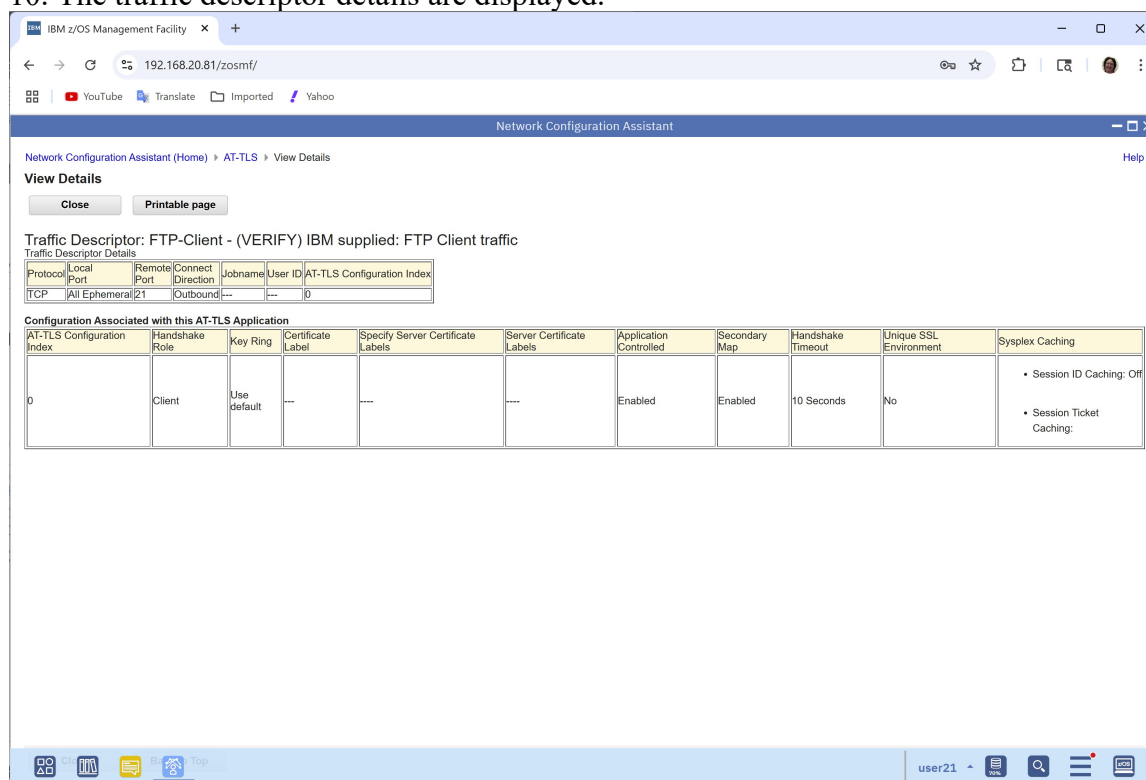 10. The traffic descriptor details are displayed.
IBM IBM z/OS Management Facility
192.168.20.81/zosmf/
YouTube Translate Imported Yahoo
Network Configuration Assistant
Network Configuration Assistant (Home) AT-TLS View Details Help
View Details
Close Printable page
Traffic Descriptor: FTP-Client - (VERIFY) IBM supplied: FTP Client traffic
Traffic Descriptor Details
Protocol Local Port Remote Port Connect Direction Jobname User ID AT-TLS Configuration Index
TCP All Ephemeral 21 Outbound --- --- 0
Configuration Associated with this AT-TLS Application
AT-TLS Configuration Index Handshake Role Key Ring Certificate Label Specify Server Certificate Labels Server Certificate Labels Application Controlled Secondary Map Handshake Timeout Unique SSL Environment Sysplex Caching
0 Client Use default --- ---- ---- Enabled Enabled 10 Seconds No • Session ID Caching: Off
• Session Ticket Caching:
user21 70% z/OS